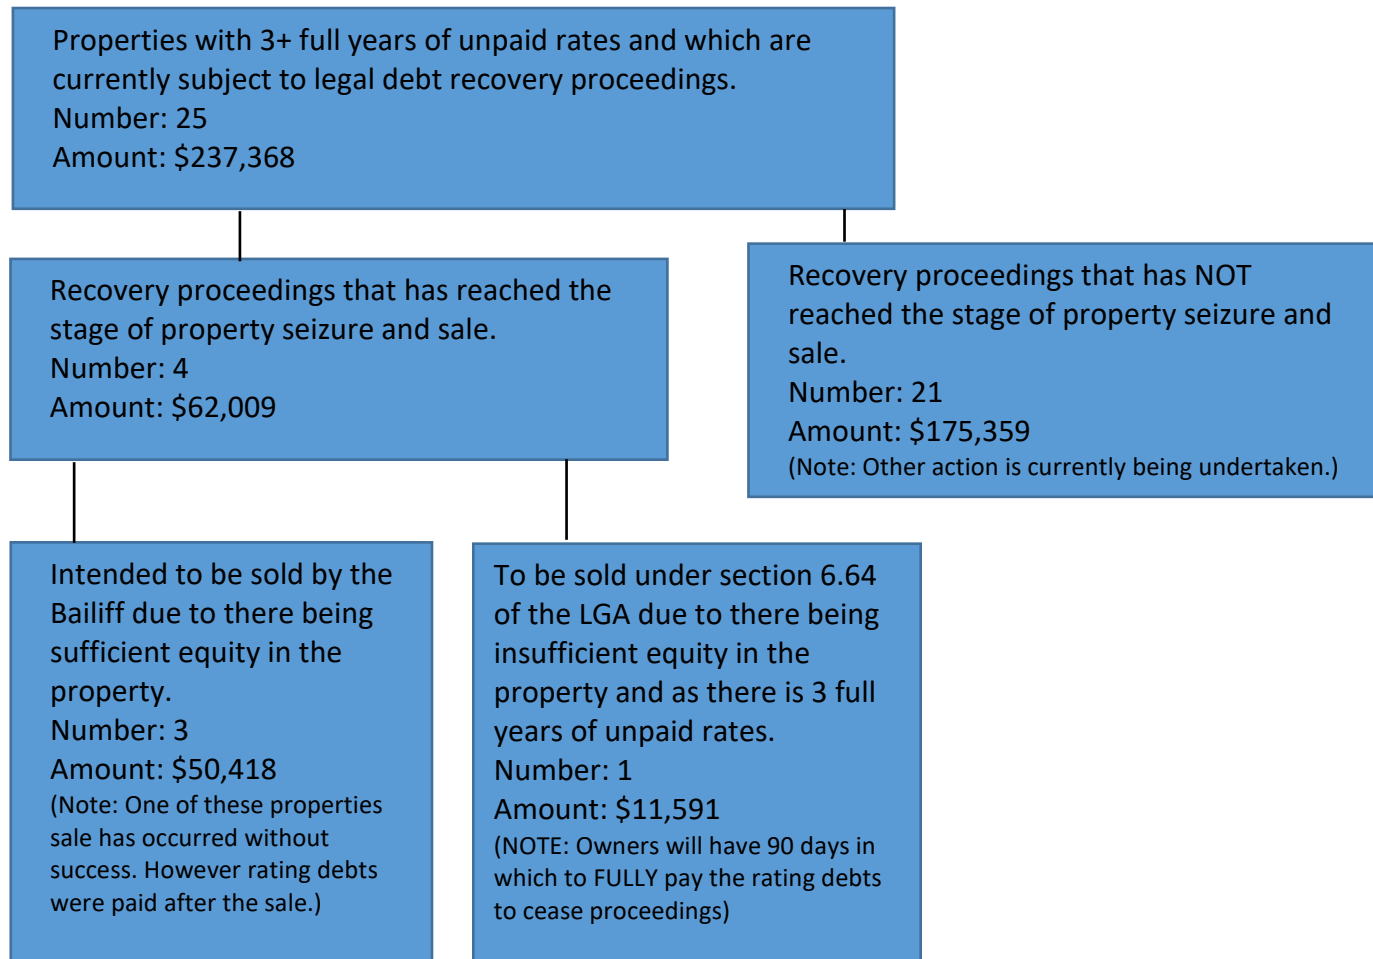 Properties with 3+ full years of unpaid rates and which are
currently subject to legal debt recovery proceedings.
Number: 25
Amount: $237,368
Recovery proceedings that has reached the
stage of property seizure and sale.
Number: 4
Amount: $62,009
Recovery proceedings that has NOT
reached the stage of property seizure and
sale.
Number: 21
Amount: $175,359
(Note: Other action is currently being undertaken.)
Intended to be sold by the
Bailiff due to there being
sufficient equity in the
property.
Number: 3
Amount: $50,418
(Note: One of these properties
sale has occurred without
success. However rating debts
were paid after the sale.)
To be sold under section 6.64
of the LGA due to there being
insufficient equity in the
property and as there is 3 full
years of unpaid rates.
Number: 1
Amount: $11,591
(NOTE: Owners will have 90 days in
which to FULLY pay the rating debts
to cease proceedings)